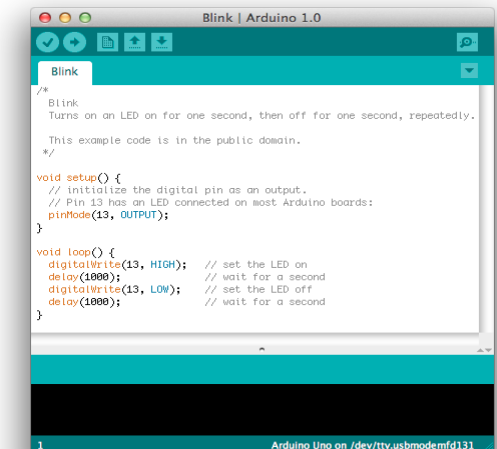 Blink | Arduino 1.0
Blink
/*
  Blink
  Turns on an LED on for one second, then off for one second, repeatedly.

  This example code is in the public domain.
 */

void setup() {
  // initialize the digital pin as an output.
  // Pin 13 has an LED connected on most Arduino boards:
  pinMode(13, OUTPUT);
}

void loop() {
  digitalWrite(13, HIGH);   // set the LED on
  delay(1000);              // wait for a second
  digitalWrite(13, LOW);    // set the LED off
  delay(1000);              // wait for a second
}
1 Arduino Uno on /dev/tty.usbmodemfd131